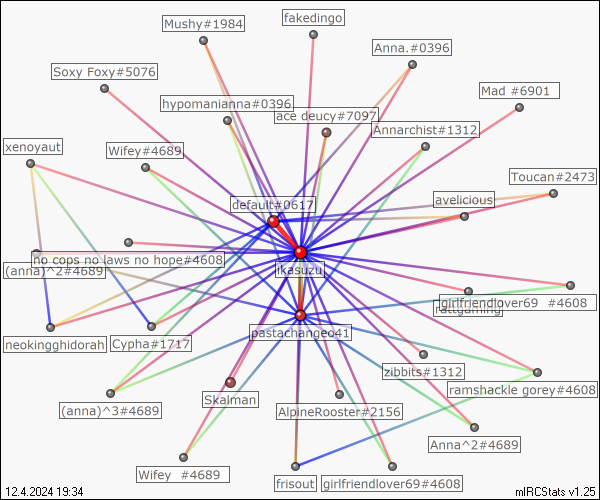 Mushy#1984
fakedingo
Anna.#0396
Soxy Foxy#5076
Mad #6901
hypomanianna#0396
ace deucy#7097
Annarchist#1312
xenoyaut
Wifey#4689
Toucan#2473
default#0617
avelicious
no cops no laws no hope#4608
(anna)^2#4689
ikasuzu
girlfriendlover69 #4608
rattgaming
pastachangeo41
neokingghidorah
Cypha#1717
zibbits#1312
ramshackle gorey#4608
(anna)^3#4689
Skalman
AlpineRooster#2156
Anna^2#4689
Wifey #4689
frisout
girlfriendlover69#4608
12.4.2024 19:34
mIRCStats v1.25